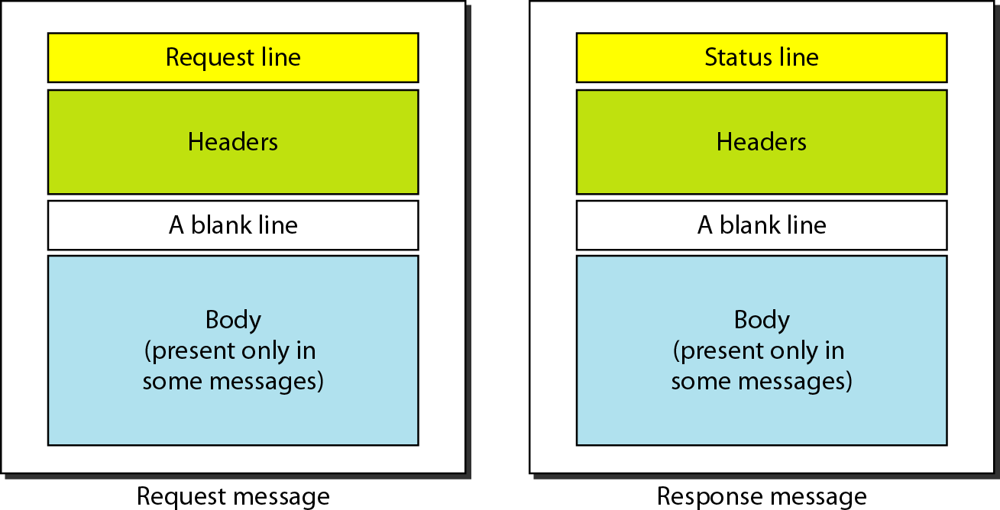 Request line
Headers
A blank line
Body
(present only in
some messages)
Request message
Status line
Headers
A blank line
Body
(present only in
some messages)
Response message